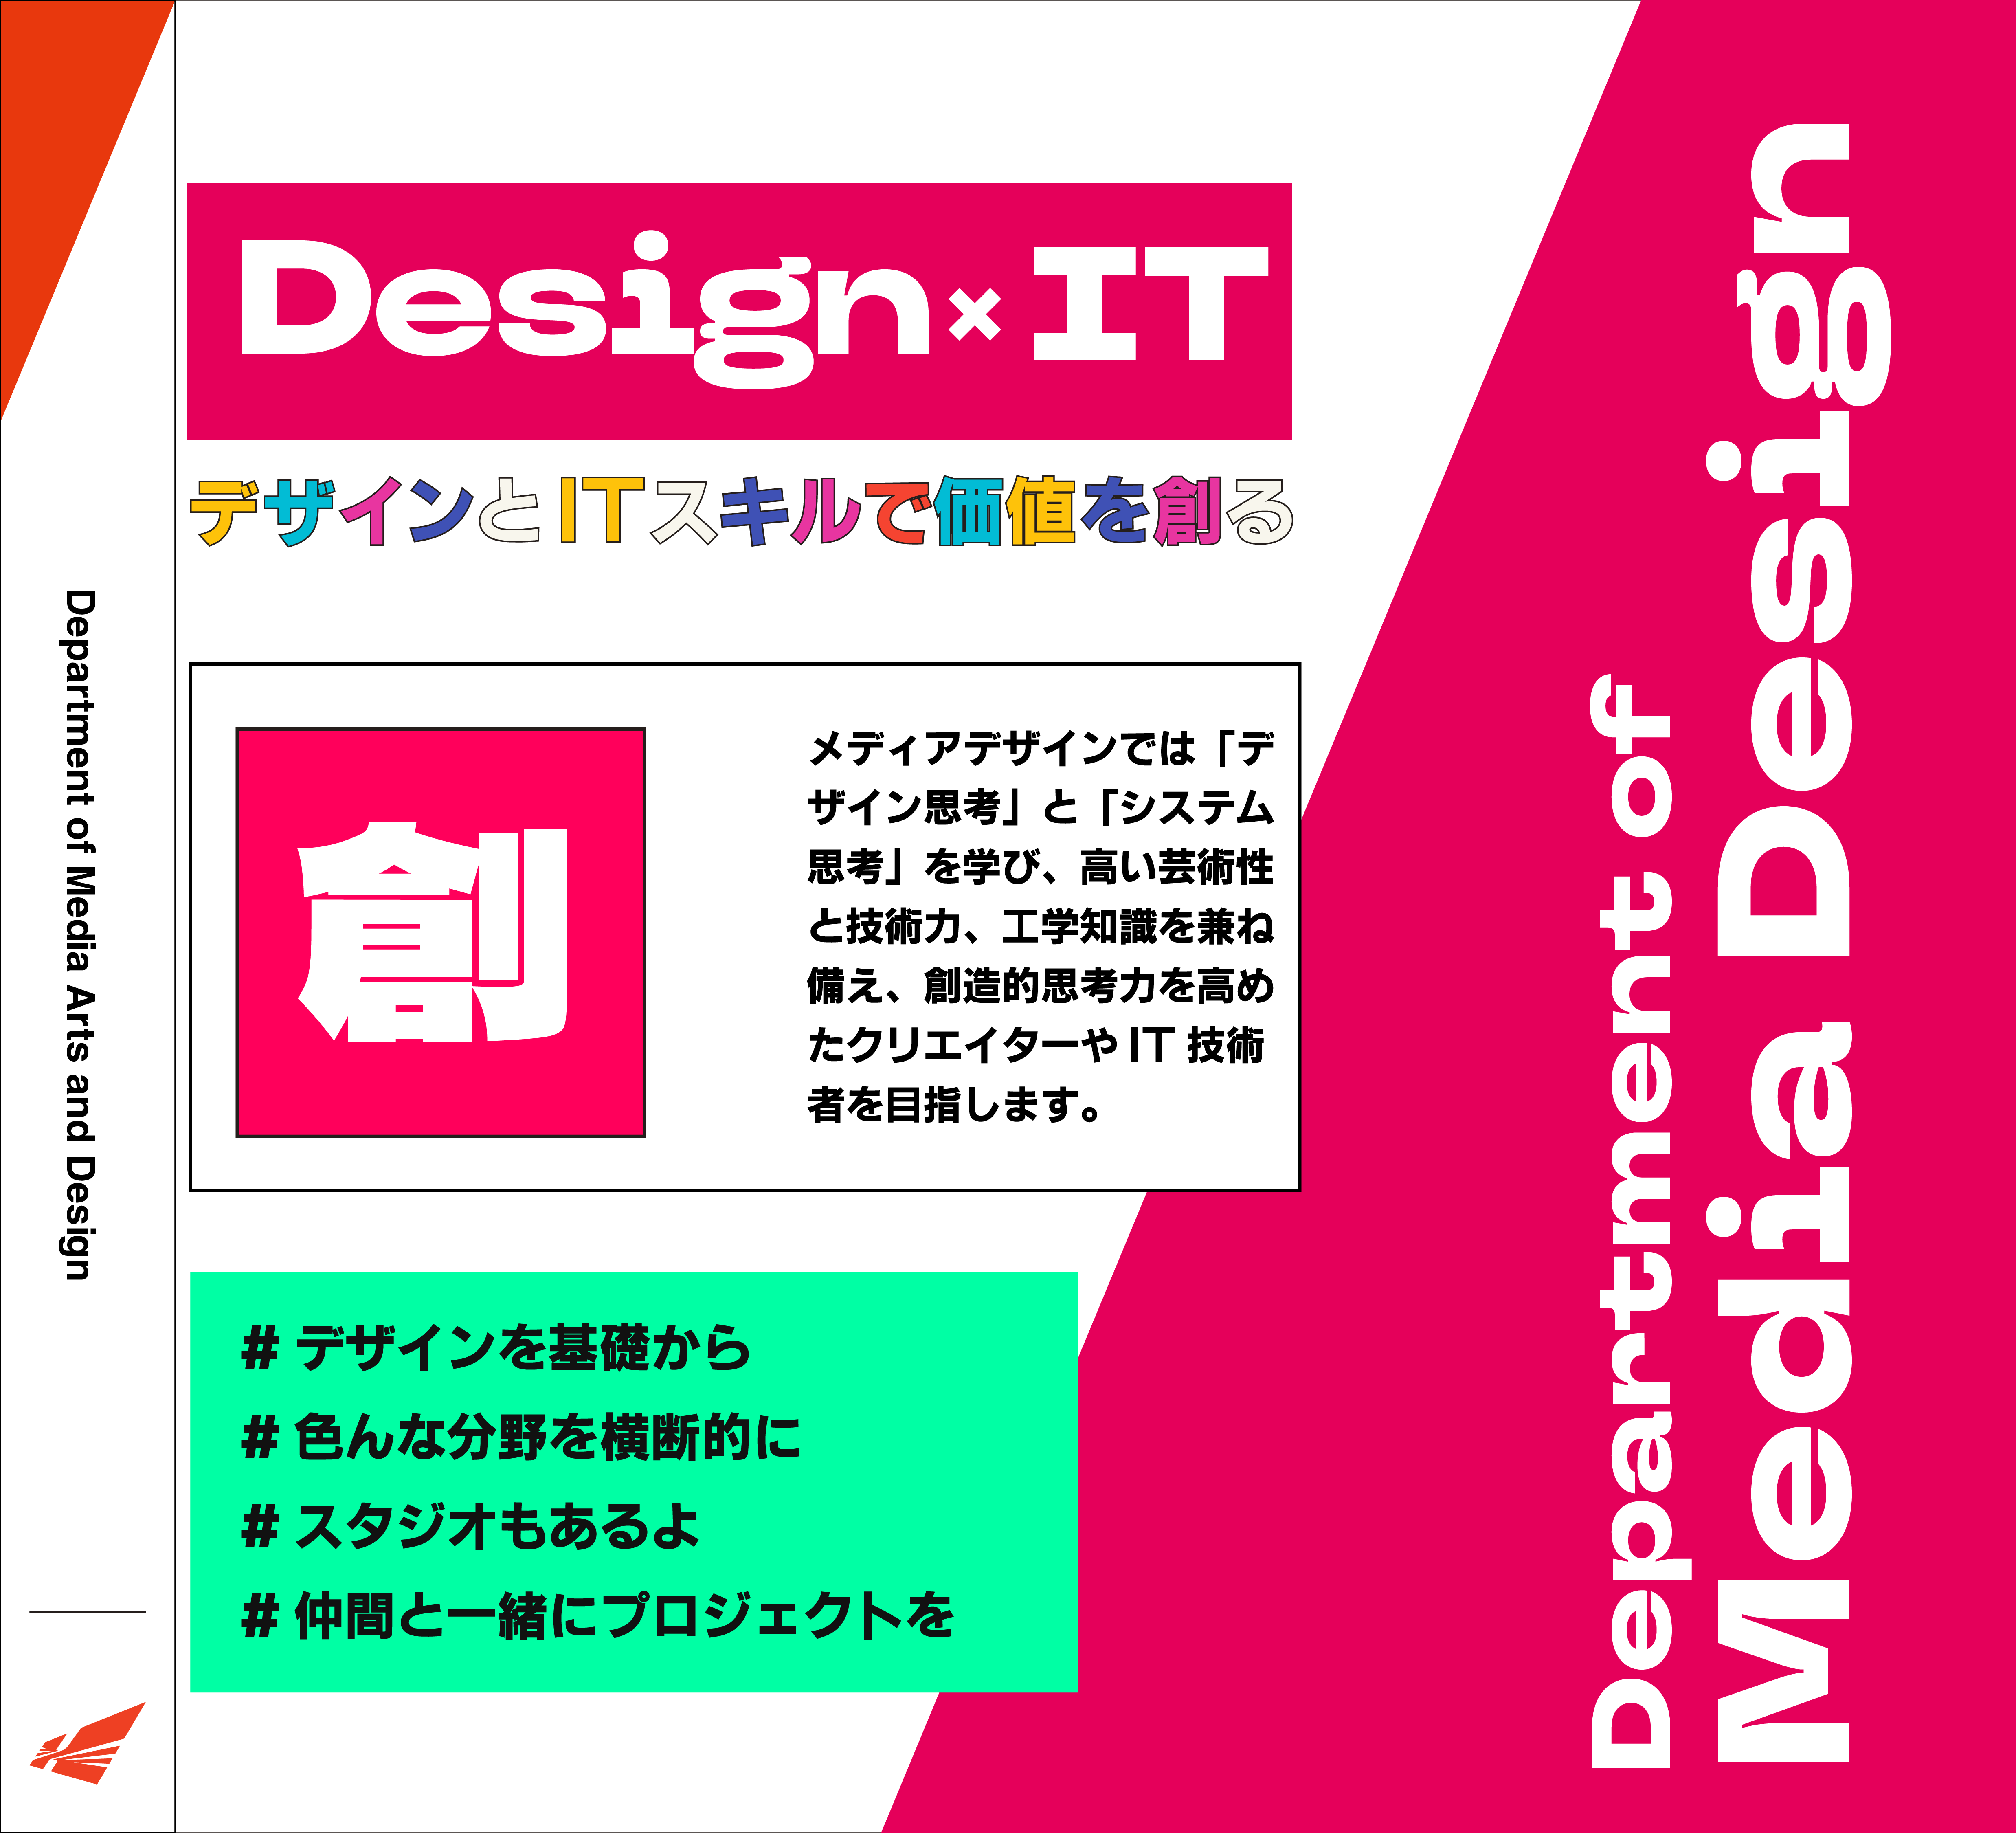 Department of Media Arts and Design
Design× IT
デザインとITスキルで価値を創る
創
メディアデザインでは「デ
ザイン思考」と「システム
思考」を学び、高い芸術性
と技術力、工学知識を兼ね
備え、創造的思考力を高め
たクリエイターや IT 技術
者を目指します。
# デザインを基礎から
# 色んな分野を横断的に
# スタジオもあるよ
# 仲間と一緒にプロジェクトを
Department of
Media Design